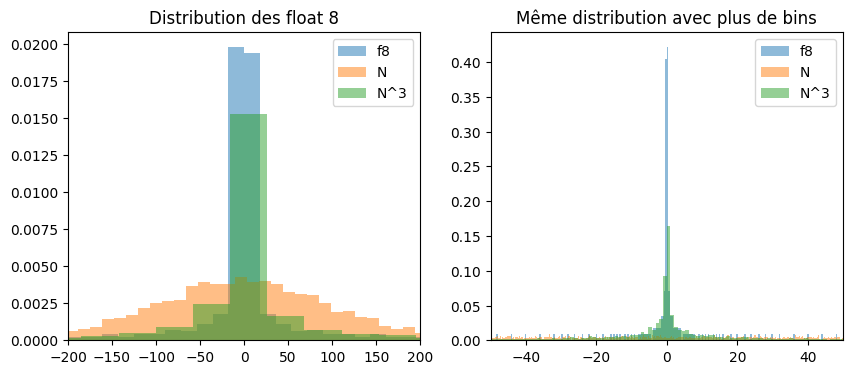 Distribution des float 8
0.0200
0.0175
0.0150
0.0125
0.0100
0.0075
0.0050
0.0025
0.0000
−200 −150 −100 −50 0 50 100 150 200
f8
N
N^3
Même distribution avec plus de bins
0.40
0.35
0.30
0.25
0.20
0.15
0.10
0.05
0.00
−40 −20 0 20 40
f8
N
N^3